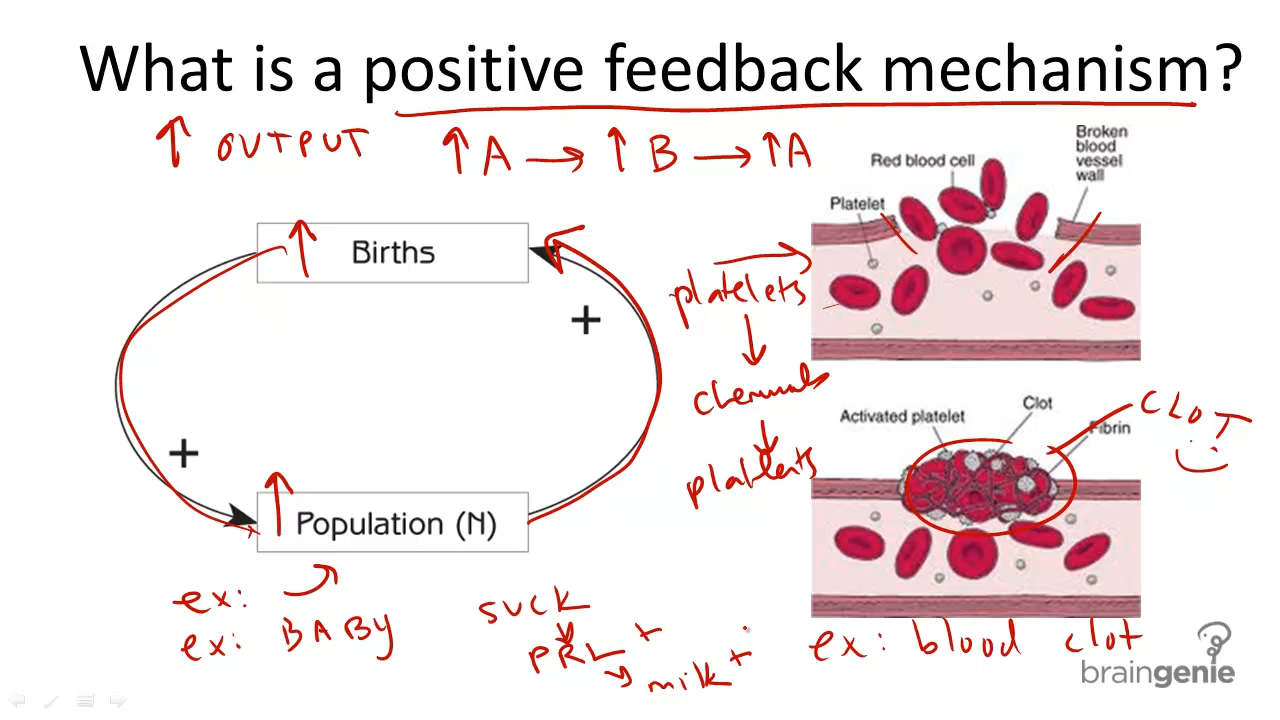 What is a positive feedback mechanism?
↑ OUTPUT
↑ A → ↑ B → ↑ A
Births
+
+
Population (N)
ex:
ex: BABY
SUCK
PRL +
milk +
platelets
chemicals
platelets
Red blood cell
Broken
blood
vessel
wall
Platelet
Activated platelet
Clot
Fibrin
CLOT
ex: blood clot
braingenie